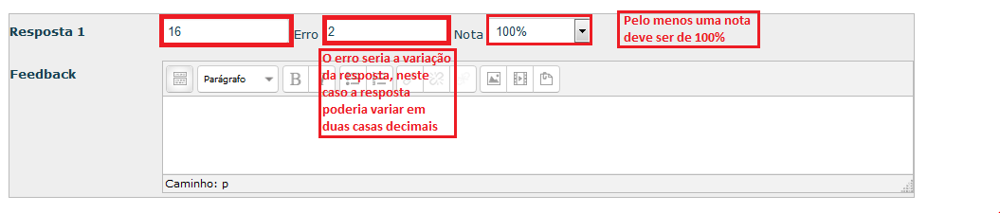 Resposta 1 16 Erro 2 Nota 100%
Pelo menos uma nota
deve ser de 100%
Feedback
Parágrafo B
O erro seria a variação
da resposta, neste
caso a resposta
poderia variar em
duas casas decimais
Caminho: p